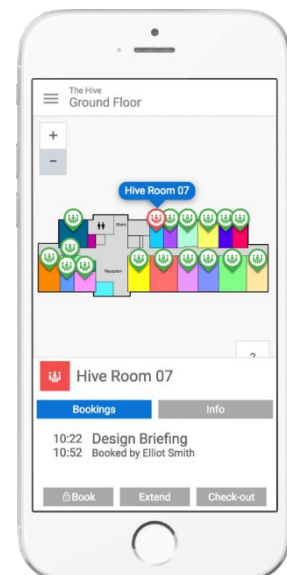 The Hive
Ground Floor
+
−
Hive Room 07
Stairs
Reception
Hive Room 07
Bookings
Info
10:22 Design Briefing
10:52 Booked by Elliot Smith
Book
Extend
Check-out